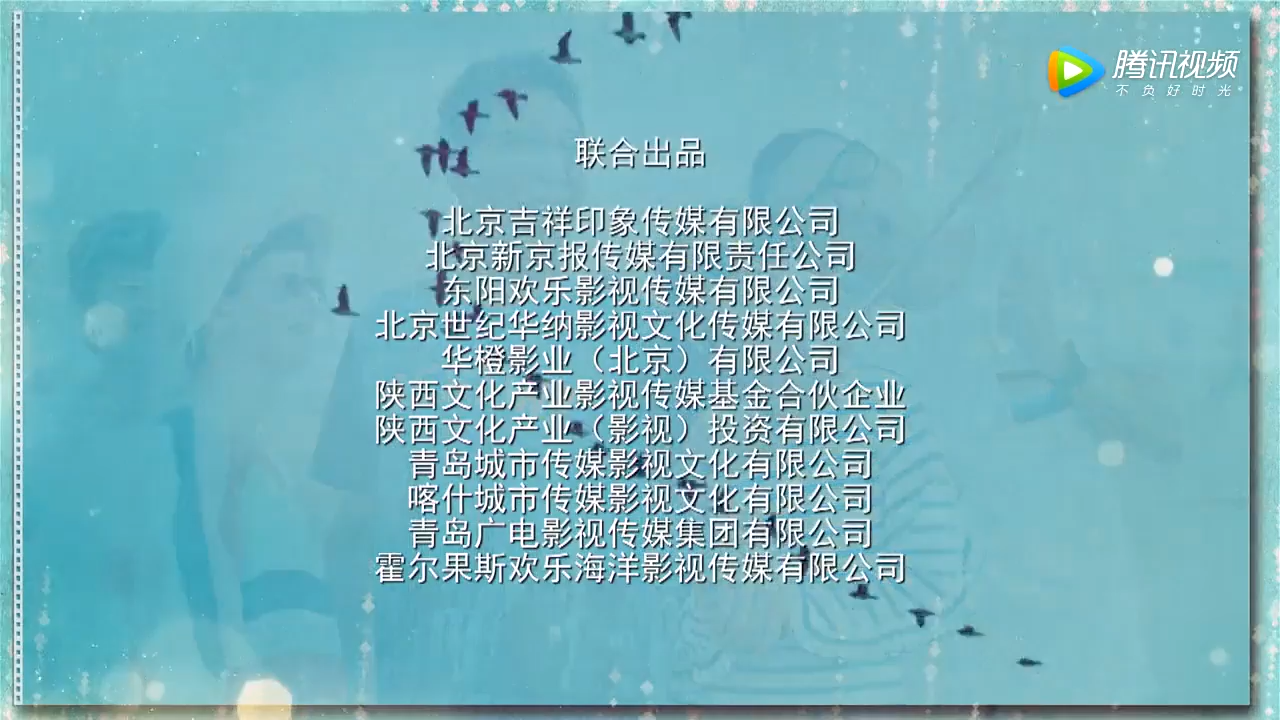 腾讯视频
不负好时光
联合出品
北京吉祥印象传媒有限公司
北京新京报传媒有限责任公司
东阳欢乐影视传媒有限公司
北京世纪华纳影视文化传媒有限公司
华橙影业（北京）有限公司
陕西文化产业影视传媒基金合伙企业
陕西文化产业（影视）投资有限公司
青岛城市传媒影视文化有限公司
喀什城市传媒影视文化有限公司
青岛广电影视传媒集团有限公司
霍尔果斯欢乐海洋影视传媒有限公司